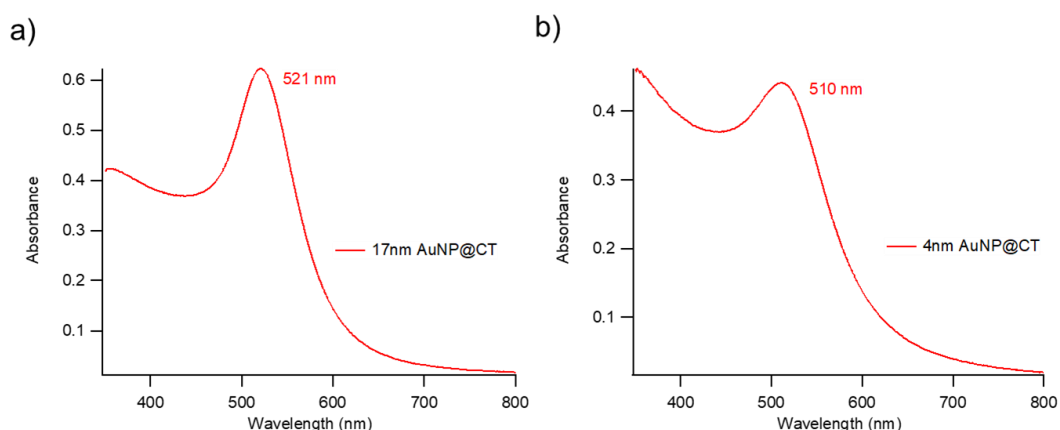 a)
0.6
0.5
0.4
0.3
0.2
0.1
Absorbance
521 nm
17nm AuNP@CT
400 500 600 700 800
Wavelength (nm)
b)
0.4
0.3
0.2
0.1
Absorbance
510 nm
4nm AuNP@CT
400 500 600 700 800
Wavelength (nm)